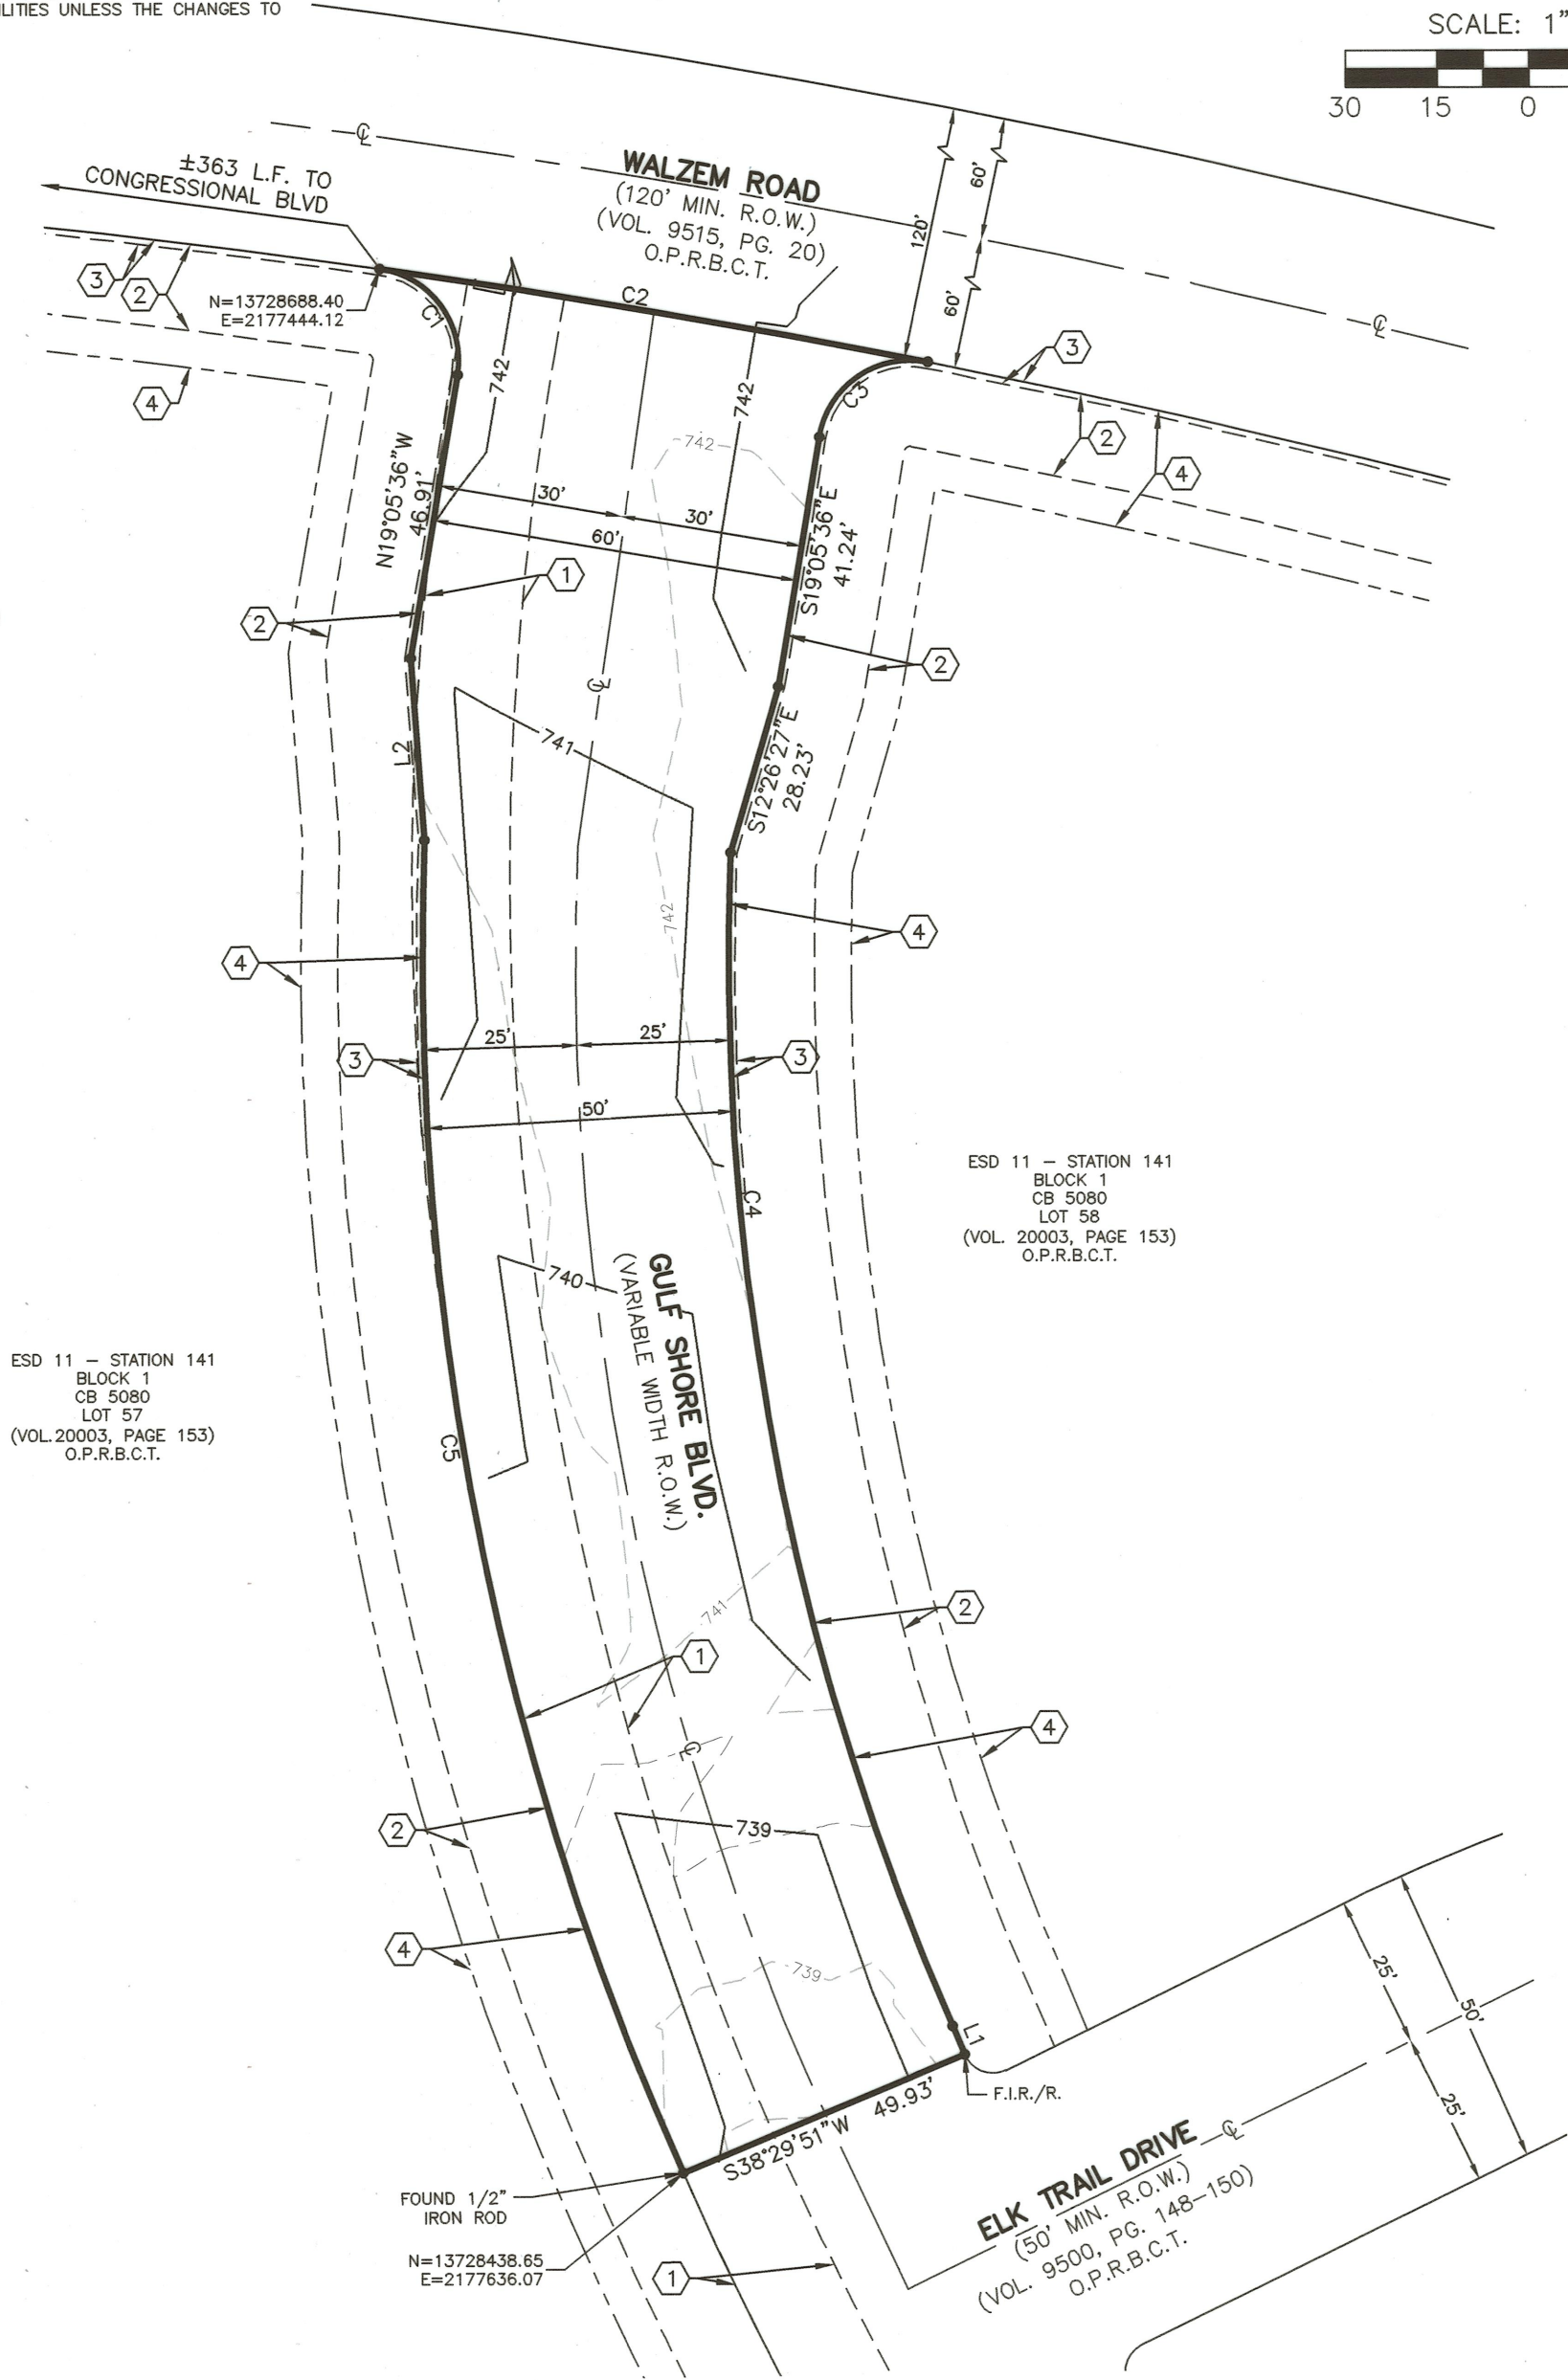 ILITIES UNLESS THE CHANGES TO
SCALE: 1"
30 15 0
±363 L.F. TO
CONGRESSIONAL BLVD
WALZEM ROAD
(120' MIN. R.O.W.)
(VOL. 9515, PG. 20)
O.P.R.B.C.T.
℄
120'
60'
60'
℄
3
2
4
N=13728688.40
E=2177444.12
C1
C2
C3
3
2
4
742
742
742
N19°05'36"W
46.91'
30'
30'
60'
S19°05'36"E
41.24'
1
2
2
℄
L2
741
S12°26'27"E
28.23'
742
4
4
25'
25'
3
3
50'
C4
ESD 11 – STATION 141
BLOCK 1
CB 5080
LOT 58
(VOL. 20003, PAGE 153)
O.P.R.B.C.T.
740
GULF SHORE BLVD.
(VARIABLE WIDTH R.O.W.)
ESD 11 – STATION 141
BLOCK 1
CB 5080
LOT 57
(VOL.20003, PAGE 153)
O.P.R.B.C.T.
C5
741
2
1
4
℄
2
739
4
739
25'
50'
25'
L1
F.I.R./R.
S38°29'51"W 49.93'
FOUND 1/2"
IRON ROD
N=13728438.65
E=2177636.07
1
ELK TRAIL DRIVE
℄
(50' MIN. R.O.W.)
(VOL. 9500, PG. 148–150)
O.P.R.B.C.T.